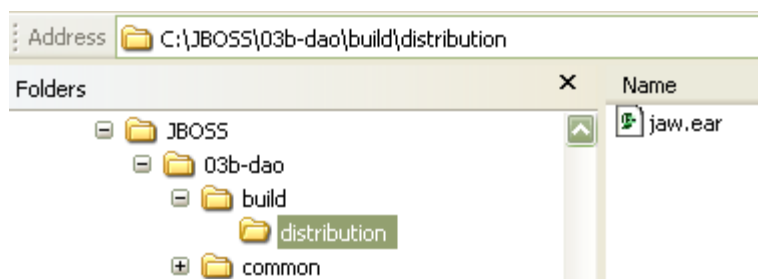 Address C:\JBOSS\03b-dao\build\distribution
Folders X Name
JBOSS jaw.ear
03b-dao
build
distribution
common